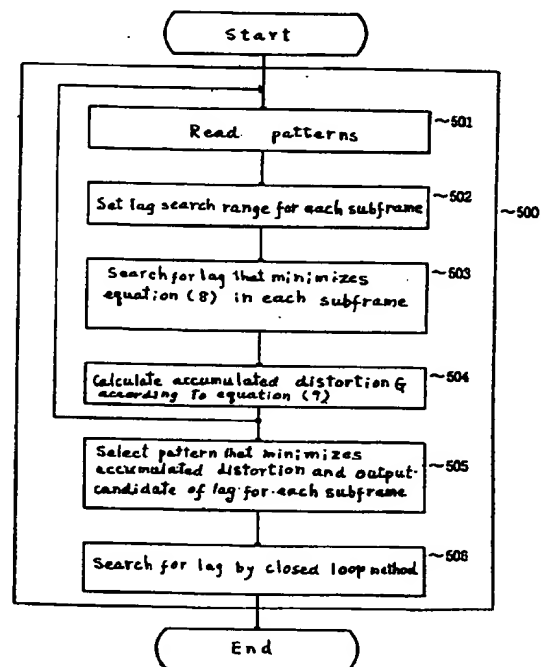 Start
Read patterns
~501
Set lag search range for each subframe
~502
~500
Search for lag that minimizes
equation (8) in each subframe
~503
Calculate accumulated distortion G
according to equation (9)
~504
Select pattern that minimizes
accumulated distortion and output
candidate of lag for each subframe
~505
Search for lag by closed loop method
~506
End